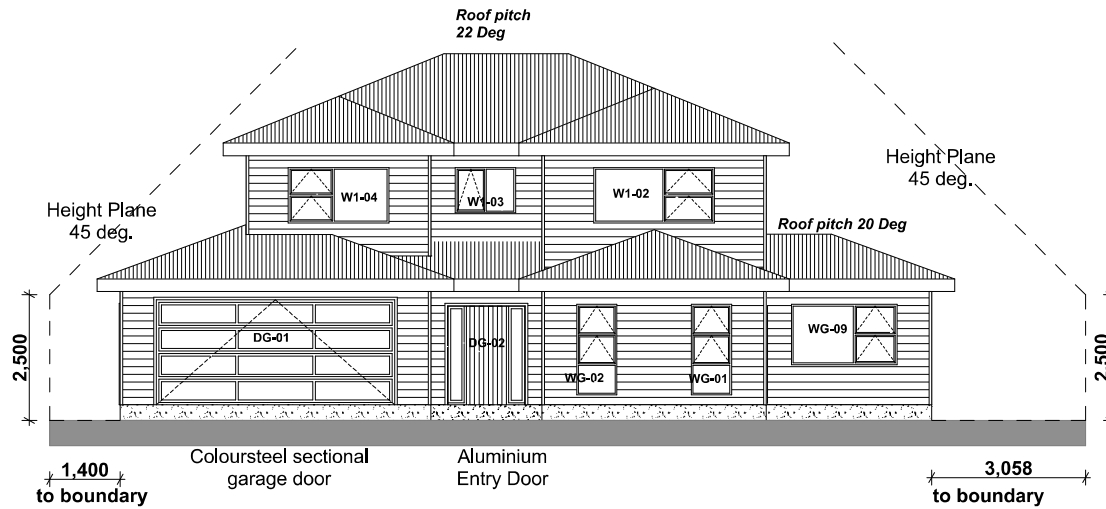 Roof pitch
22 Deg
Height Plane
45 deg.
W1-04
W1-03
W1-02
Height Plane
45 deg.
Roof pitch 20 Deg
2,500
DG-01
DG-02
WG-02
WG-01
WG-09
2,500
Coloursteel sectional
garage door
Aluminium
Entry Door
1,400
to boundary
3,058
to boundary